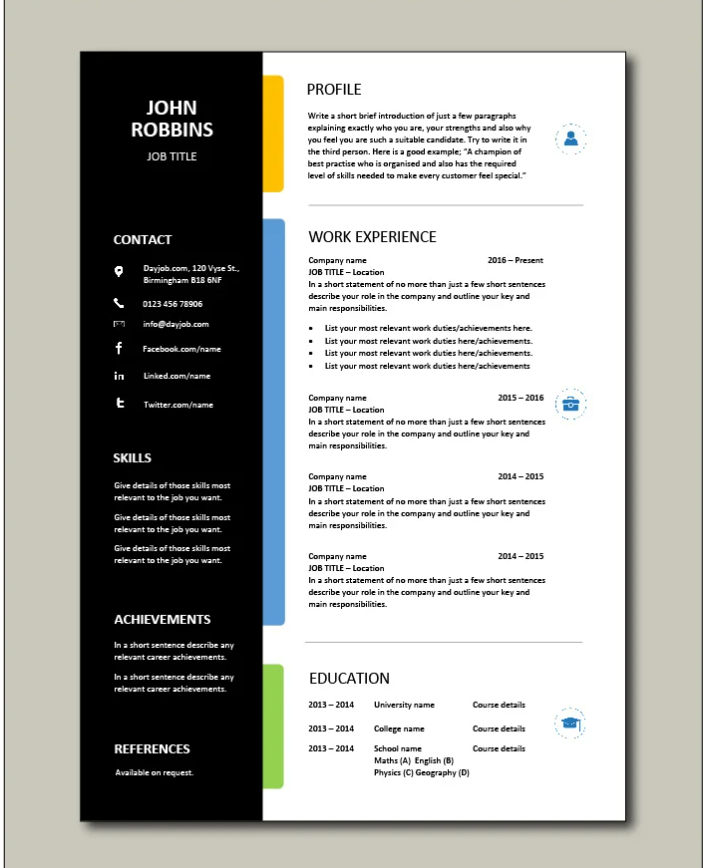 JOHN
ROBBINS
JOB TITLE
CONTACT
Dayjob.com, 120 Vyse St.,
Birmingham B18 6NF
0123 456 78906
info@dayjob.com
Facebook.com/name
Linked.com/name
Twitter.com/name
SKILLS
Give details of those skills most
relevant to the job you want.
Give details of those skills most
relevant to the job you want.
Give details of those skills most
relevant to the job you want.
ACHIEVEMENTS
In a short sentence describe any
relevant career achievements.
In a short sentence describe any
relevant career achievements.
REFERENCES
Available on request.
PROFILE
Write a short brief introduction of just a few paragraphs
explaining exactly who you are, your strengths and also why
you feel you are such a suitable candidate. Try to write it in
the third person. Here is a good example; “A champion of
best practise who is organised and also has the required
level of skills needed to make every customer feel special.”
WORK EXPERIENCE
Company name 2016 – Present
JOB TITLE – Location
In a short statement of no more than just a few short sentences
describe your role in the company and outline your key and
main responsibilities.
• List your most relevant work duties/achievements here.
• List your most relevant work duties here/achievements.
• List your most relevant work duties here/achievements.
• List your most relevant work duties here/achievements
Company name 2015 – 2016
JOB TITLE – Location
In a short statement of no more than just a few short sentences
describe your role in the company and outline your key and
main responsibilities.
Company name 2014 – 2015
JOB TITLE – Location
In a short statement of no more than just a few short sentences
describe your role in the company and outline your key and
main responsibilities.
Company name 2014 – 2015
JOB TITLE – Location
In a short statement of no more than just a few short sentences
describe your role in the company and outline your key and
main responsibilities.
EDUCATION
2013 – 2014 University name Course details
2013 – 2014 College name Course details
2013 – 2014 School name Course details
Maths (A) English (B)
Physics (C) Geography (D)